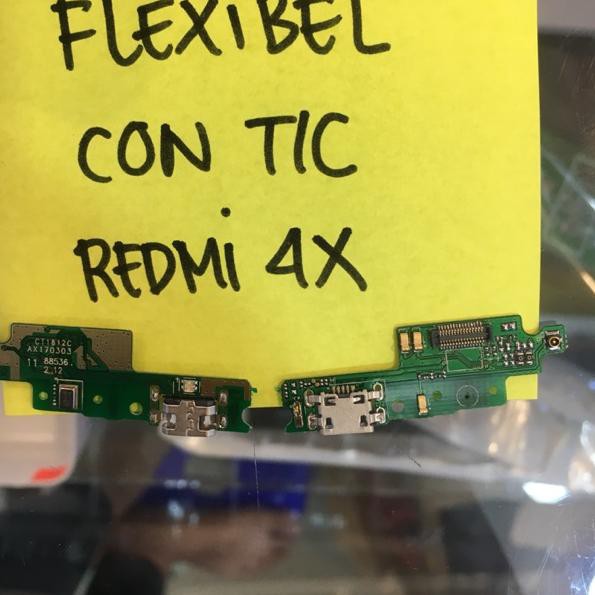 FLEXiBEL
CON TIC
REDMi 4X
CT1812C
AX170303
11 88536
2.12